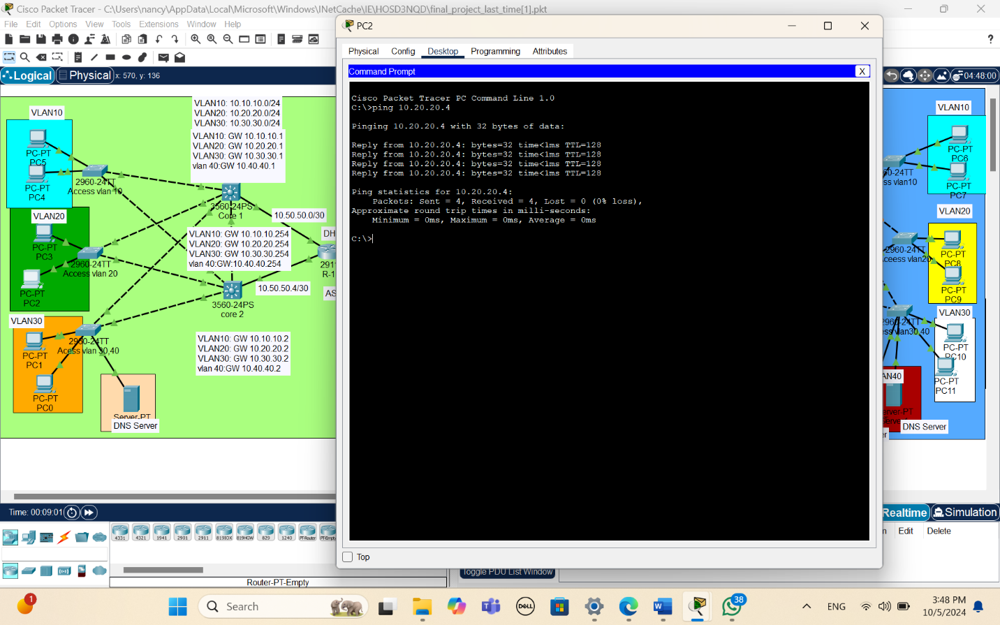 Cisco Packet Tracer - C:\Users\nancy\AppData\Local\Microsoft\Windows\INetCache\IE\HOSD3NQD\final_project_last_time[1].pkt
File Edit Options View Tools Extensions Window Help
?
Logical Physical x: 570, y: 136
04:48:00
VLAN10
PC-PT
PC5
PC-PT
PC4
2960-24TT
Access vlan 10
VLAN20
PC-PT
PC3
2960-24TT
Access vlan 20
PC-PT
PC2
VLAN30
PC-PT
PC1
2960-24TT
Acess vlan 30,40
PC-PT
PC0
Server-PT
DNS Server
VLAN10: 10.10.10.0/24
VLAN20: 10.20.20.0/24
VLAN30: 10.30.30.0/24
VLAN10: GW 10.10.10.1
VLAN20: GW 10.20.20.1
VLAN30: GW 10.30.30.1
vlan 40:GW 10.40.40.1
3560-24PS
Core 1
10.50.50.0/30
VLAN10: GW 10.10.10.254
VLAN20: GW 10.20.20.254
VLAN30: GW 10.30.30.254
vlan 40:GW:10.40.40.254
DH
2911
R-1
10.50.50.4/30
AS
3560-24PS
core 2
VLAN10: GW 10.10.10.2
VLAN20: GW 10.20.20.2
VLAN30: GW 10.30.30.2
vlan 40:GW 10.40.40.2
PC2
Physical Config Desktop Programming Attributes
Command Prompt X
Cisco Packet Tracer PC Command Line 1.0
C:\>ping 10.20.20.4
Pinging 10.20.20.4 with 32 bytes of data:
Reply from 10.20.20.4: bytes=32 time<1ms TTL=128
Reply from 10.20.20.4: bytes=32 time<1ms TTL=128
Reply from 10.20.20.4: bytes=32 time<1ms TTL=128
Reply from 10.20.20.4: bytes=32 time<1ms TTL=128
Ping statistics for 10.20.20.4:
Packets: Sent = 4, Received = 4, Lost = 0 (0% loss),
Approximate round trip times in milli-seconds:
Minimum = 0ms, Maximum = 0ms, Average = 0ms
C:\>
Top
VLAN10
PC-PT
PC6
60-24TT
ss vlan10
PC-PT
PC7
VLAN20
2960-24TT
PC-PT
PC8
PC-PT
PC9
VLAN30
2960-24TT
ss vlan30,40
PC-PT
PC10
AN40
PC-PT
PC11
erver-PT
DNS Server
er
Time: 00:09:01
Realtime Simulation
n Edit Delete
4331 4321 1941 2901 2911 819IOX 819HGW 829 1240 PT-Router PT-Empty
Router-PT-Empty
Toggle PDU List Window
1
Search
DELL
38
ENG
3:48 PM
10/5/2024